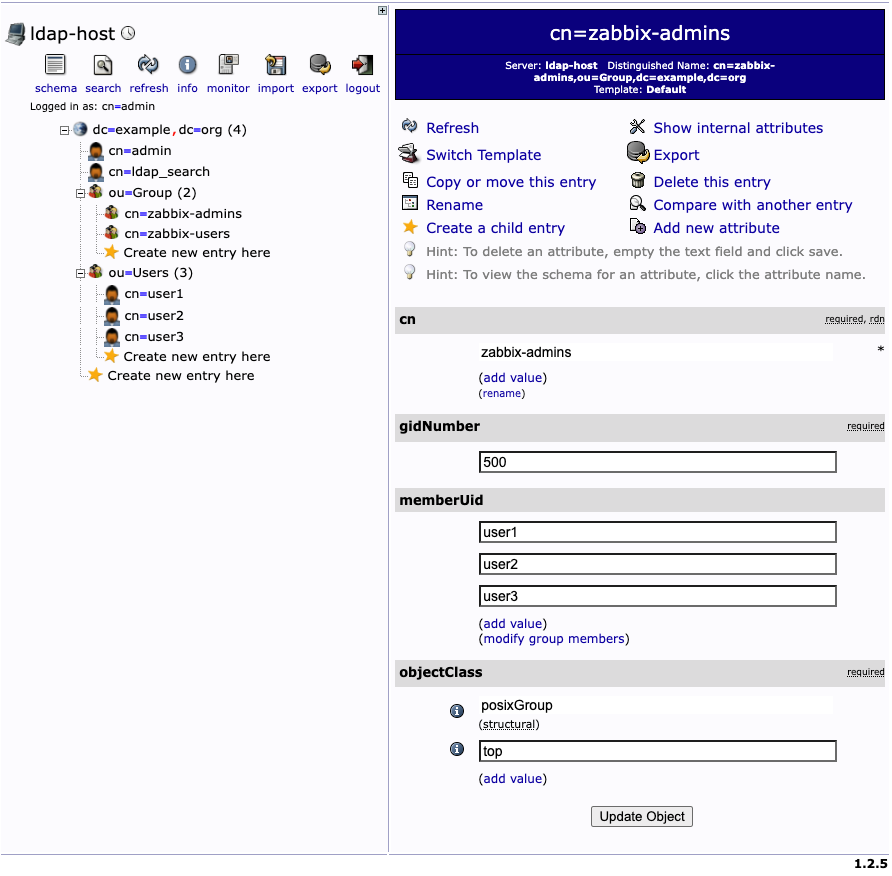 ldap-host
schema search refresh info monitor import export logout
Logged in as: cn=admin
dc=example,dc=org (4)
cn=admin
cn=ldap_search
ou=Group (2)
cn=zabbix-admins
cn=zabbix-users
Create new entry here
ou=Users (3)
cn=user1
cn=user2
cn=user3
Create new entry here
Create new entry here
cn=zabbix-admins
Server: ldap-host Distinguished Name: cn=zabbix-
admins,ou=Group,dc=example,dc=org
Template: Default
Refresh Show internal attributes
Switch Template Export
Copy or move this entry Delete this entry
Rename Compare with another entry
Create a child entry Add new attribute
Hint: To delete an attribute, empty the text field and click save.
Hint: To view the schema for an attribute, click the attribute name.
cn required, rdn
zabbix-admins *
(add value)
(rename)
gidNumber required
500
memberUid
user1
user2
user3
(add value)
(modify group members)
objectClass required
posixGroup
(structural)
top
(add value)
Update Object
1.2.5